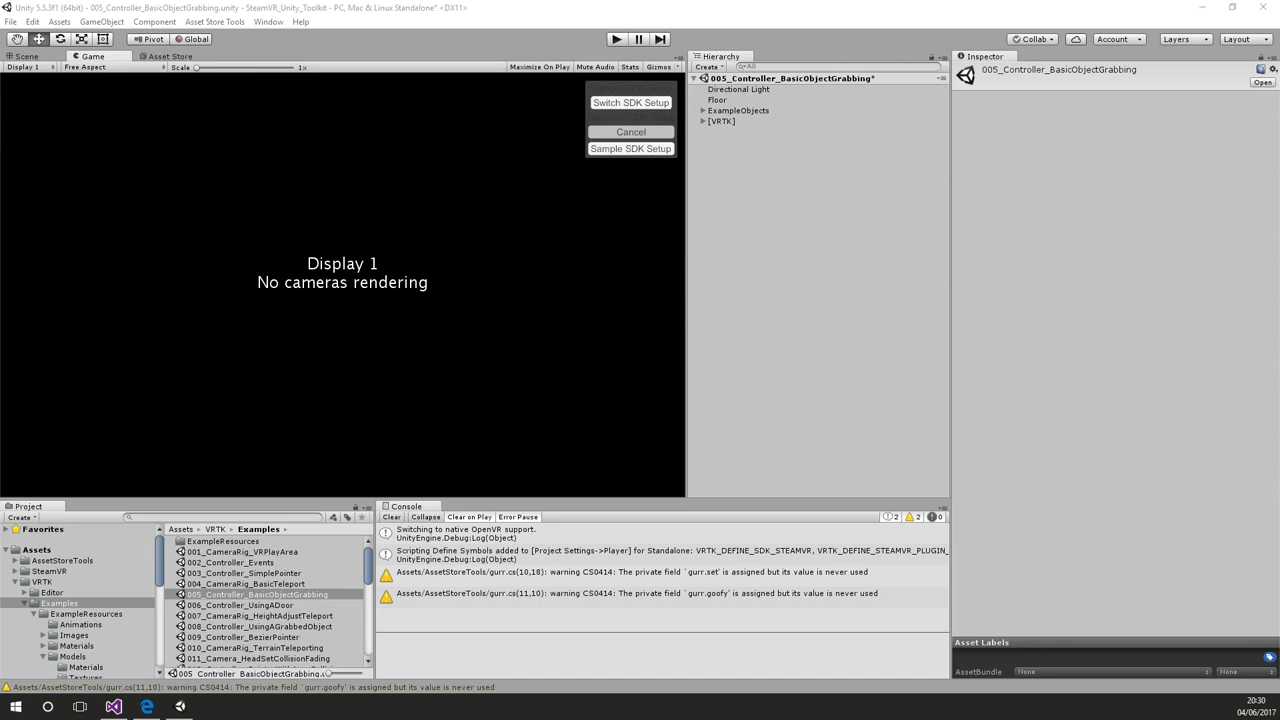 Unity 5.5.3f1 (64bit) - 005_Controller_BasicObjectGrabbing.unity - SteamVR_Unity_Toolkit - PC, Mac & Linux Standalone* <DX11>
File Edit Assets GameObject Component Asset Store Tools Window Help
Pivot Global Collab Account Layers Layout
Scene Game Asset Store Hierarchy Inspector
Display 1 Free Aspect Scale 1x Maximize On Play Mute Audio Stats Gizmos Create All
005_Controller_BasicObjectGrabbing
Open
005_Controller_BasicObjectGrabbing*
Directional Light
Floor
ExampleObjects
[VRTK]
Switch SDK Setup
Cancel
Sample SDK Setup
Display 1
No cameras rendering
Project
Create
Favorites
Assets
AssetStoreTools
SteamVR
VRTK
Editor
Examples
ExampleResources
Animations
Images
Materials
Models
Materials
Textures
Assets VRTK Examples
ExampleResources
001_CameraRig_VRPlayArea
002_Controller_Events
003_Controller_SimplePointer
004_CameraRig_BasicTeleport
005_Controller_BasicObjectGrabbing
006_Controller_UsingADoor
007_CameraRig_HeightAdjustTeleport
008_Controller_UsingAGrabbedObject
009_Controller_BezierPointer
010_CameraRig_TerrainTeleporting
011_Camera_HeadSetCollisionFading
005_Controller_BasicObjectGrabbing.u
Console
Clear Collapse Clear on Play Error Pause 2 2 0
Switching to native OpenVR support.
UnityEngine.Debug:Log(Object)
Scripting Define Symbols added to [Project Settings->Player] for Standalone: VRTK_DEFINE_SDK_STEAMVR, VRTK_DEFINE_STEAMVR_PLUGIN_
UnityEngine.Debug:Log(Object)
Assets/AssetStoreTools/gurr.cs(10,18): warning CS0414: The private field `gurr.set' is assigned but its value is never used
Assets/AssetStoreTools/gurr.cs(11,10): warning CS0414: The private field `gurr.goofy' is assigned but its value is never used
Asset Labels
AssetBundle None None
Assets/AssetStoreTools/gurr.cs(11,10): warning CS0414: The private field `gurr.goofy' is assigned but its value is never used
20:30
04/06/2017